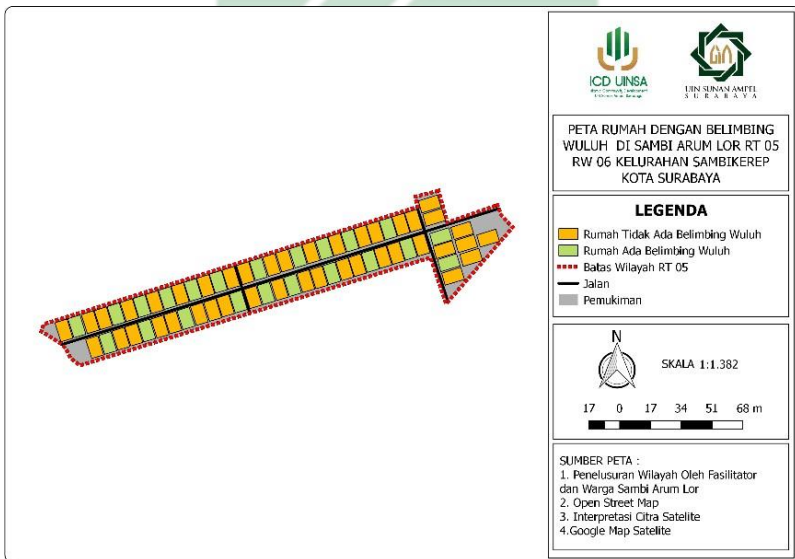 ICD UINSA
UIN SUNAN AMPEL
S U R A B A Y A
PETA RUMAH DENGAN BELIMBING
WULUH DI SAMBI ARUM LOR RT 05
RW 06 KELURAHAN SAMBIKEREP
KOTA SURABAYA
LEGENDA
Rumah Tidak Ada Belimbing Wuluh
Rumah Ada Belimbing Wuluh
Batas Wilayah RT 05
Jalan
Pemukiman
N
SKALA 1:1.382
17 0 17 34 51 68 m
SUMBER PETA :
1. Penelusuran Wilayah Oleh Fasilitator
dan Warga Sambi Arum Lor
2. Open Street Map
3. Interpretasi Citra Satelite
4.Google Map Satelite